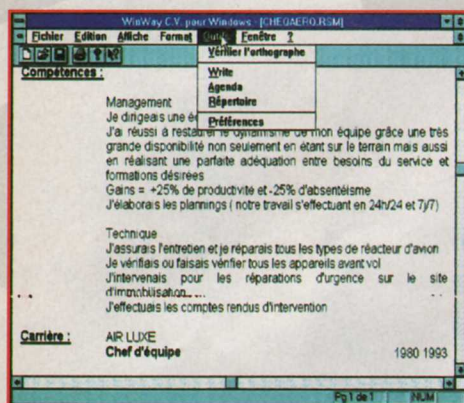 WinWay C.V. pour Windows - [CHEQAERO.RSM]
Fichier Edition Affiche Format Outils Fenêtre ?
Vérifier l'orthographe
Write
Agenda
Répertoire
Préférences
Compétences :
Management
Je dirigeais une
J'ai réussi à restaurer le dynamisme de mon équipe grâce une très
grande disponibilité non seulement en étant sur le terrain mais aussi
en réalisant une parfaite adéquation entre besoins du service et
formations désirées
Gains = +25% de productivité et -25% d'absentéisme
J'élaborais les plannings ( notre travail s'effectuant en 24h/24 et 7j/7)
Technique
J'assurais l'entretien et je réparais tous les types de réacteur d'avion
Je vérifiais ou faisais vérifier tous les appareils avant vol
J'intervenais pour les réparations d'urgence sur le site
d'immobilisation
J'effectuais les comptes rendus d'intervention
Carrière : AIR LUXE
Chef d'équipe 1980 1993
Pg 1 de 1 NUM